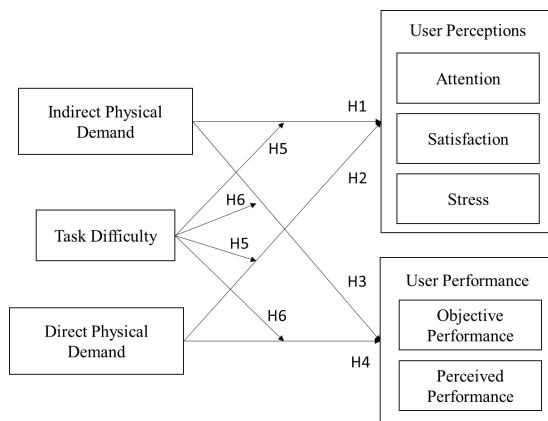 User Perceptions
Attention
Satisfaction
Stress
Indirect Physical
Demand
Task Difficulty
Direct Physical
Demand
H1
H5
H2
H6
H5
H3
H6
H4
User Performance
Objective
Performance
Perceived
Performance